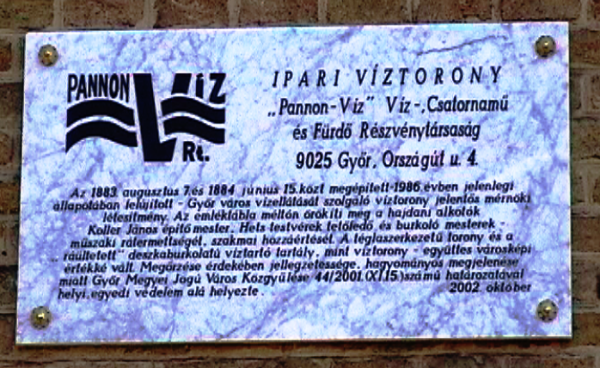 PANNON VÍZ
Rt.
IPARI VÍZTORONY
„Pannon-Víz" Víz-, Csatornamű
és Fürdő Részvénytársaság
9025 Győr, Országút u. 4.
Az 1883. augusztus 7. és 1884. június 15. közt megépített - 1986. évben jelenlegi
állapotában felújított - Győr város vízellátását szolgáló víztorony jelentős mérnöki
létesítmény. Az emléktábla méltón örökíti meg a hajdani alkotók
Koller János építőmester, Hets testvérek tetőfedő és burkoló mesterek -
műszaki rátermettségét, szakmai hozzáértését. A téglaszerkezetű torony és a
"ráültetett" deszkaburkolatú víztartó tartály, mint víztorony - együttes városképi
értékké vált. Megőrzése érdekében jellegzetessége, hagyományos megjelenése
miatt Győr Megyei Jogú Város Közgyűlése 44/2001. (XI.15.) számú határozatával
helyi, egyedi védelem alá helyezte. 2002. október